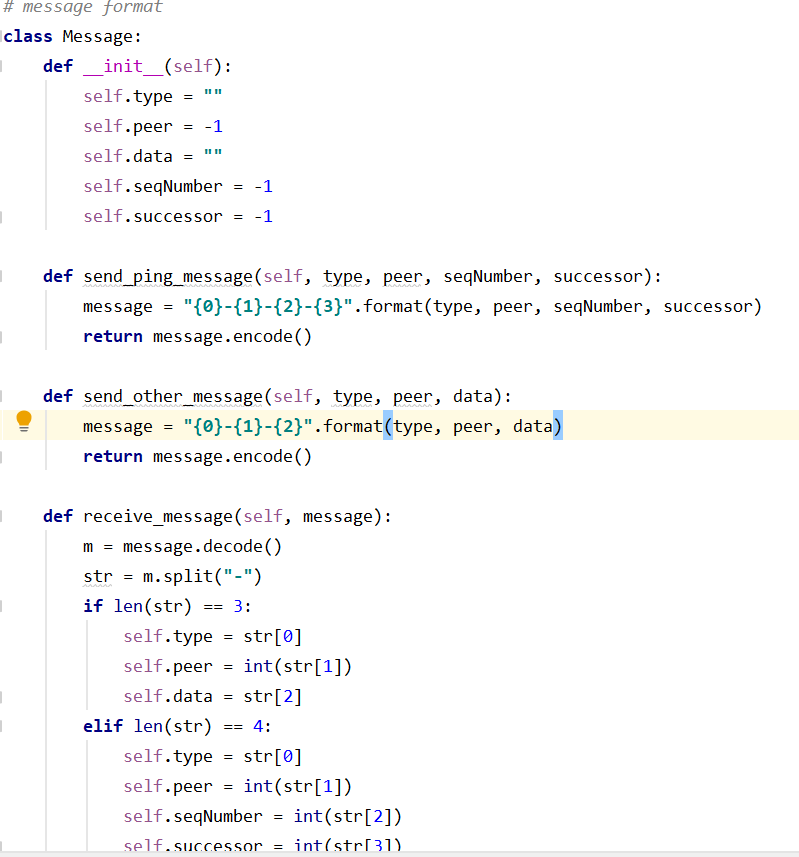 # message format
class Message:
    def __init__(self):
        self.type = ""
        self.peer = -1
        self.data = ""
        self.seqNumber = -1
        self.successor = -1
    def send_ping_message(self, type, peer, seqNumber, successor):
        message = "{0}-{1}-{2}-{3}".format(type, peer, seqNumber, successor)
        return message.encode()
    def send_other_message(self, type, peer, data):
        message = "{0}-{1}-{2}".format(type, peer, data)
        return message.encode()
    def receive_message(self, message):
        m = message.decode()
        str = m.split("-")
        if len(str) == 3:
            self.type = str[0]
            self.peer = int(str[1])
            self.data = str[2]
        elif len(str) == 4:
            self.type = str[0]
            self.peer = int(str[1])
            self.seqNumber = int(str[2])
            self.successor = int(str[3])